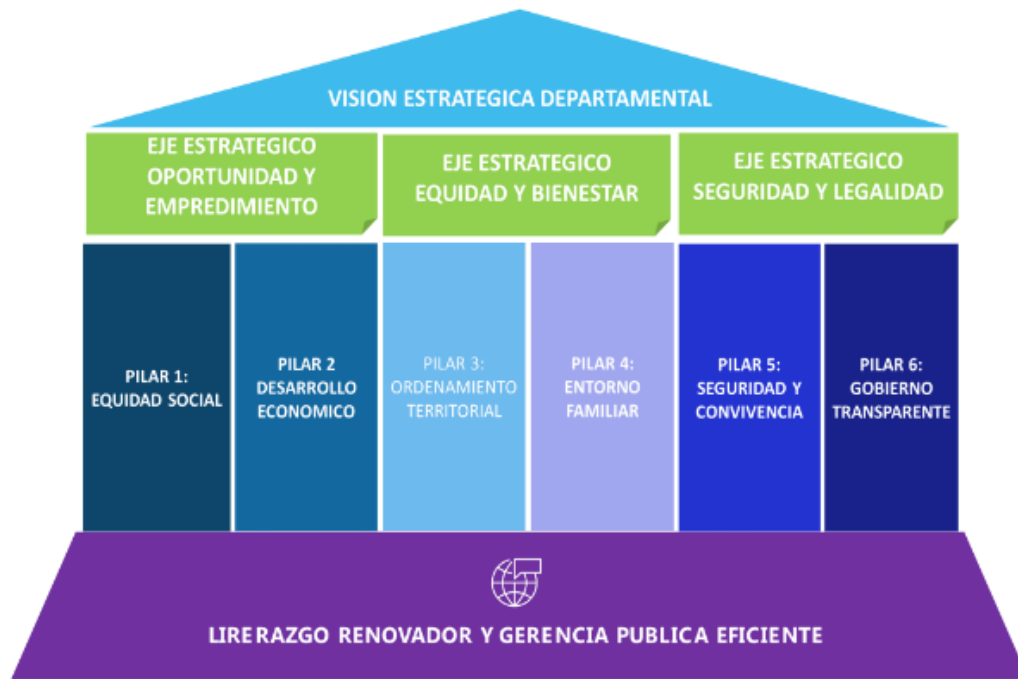 VISION ESTRATEGICA DEPARTAMENTAL
EJE ESTRATEGICO
OPORTUNIDAD Y
EMPREDIMIENTO
EJE ESTRATEGICO
EQUIDAD Y BIENESTAR
EJE ESTRATEGICO
SEGURIDAD Y LEGALIDAD
PILAR 1:
EQUIDAD SOCIAL
PILAR 2
DESARROLLO
ECONOMICO
PILAR 3:
ORDENAMIENTO
TERRITORIAL
PILAR 4:
ENTORNO
FAMILIAR
PILAR 5:
SEGURIDAD Y
CONVIVENCIA
PILAR 6:
GOBIERNO
TRANSPARENTE
LIRERAZGO RENOVADOR Y GERENCIA PUBLICA EFICIENTE